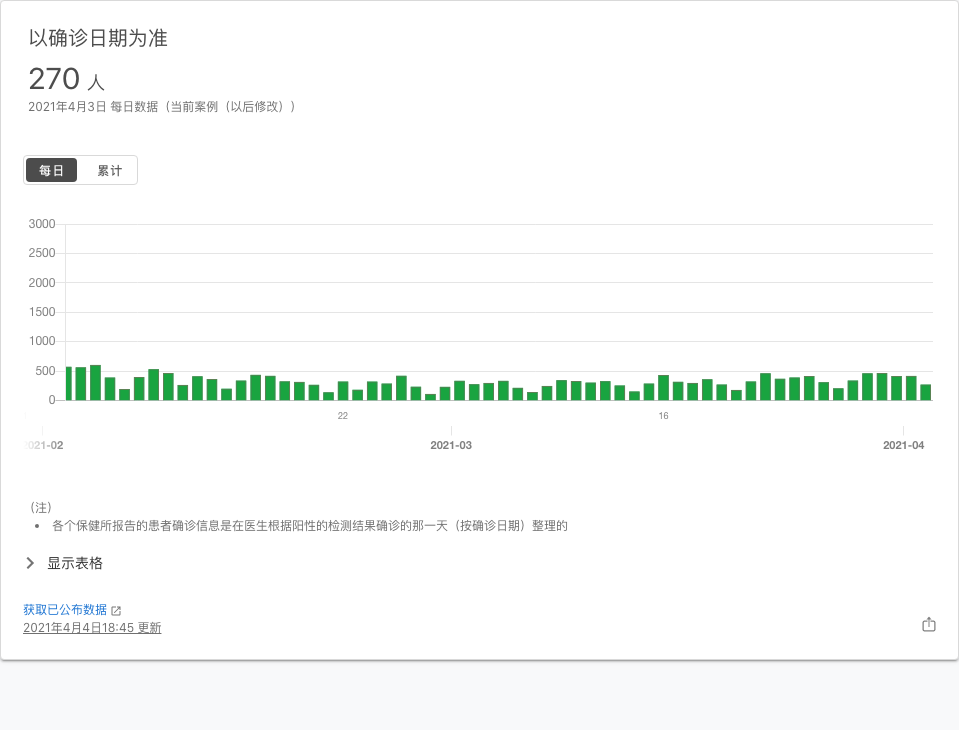 以确诊日期为准
270 人
2021年4月3日 每日数据（当前案例（以后修改））
每日 累计
3000
2500
2000
1500
1000
500
0
22 16
2021-02 2021-03 2021-04
（注）
• 各个保健所报告的患者确诊信息是在医生根据阳性的检测结果确诊的那一天（按确诊日期）整理的
显示表格
获取已公布数据
2021年4月4日18:45 更新